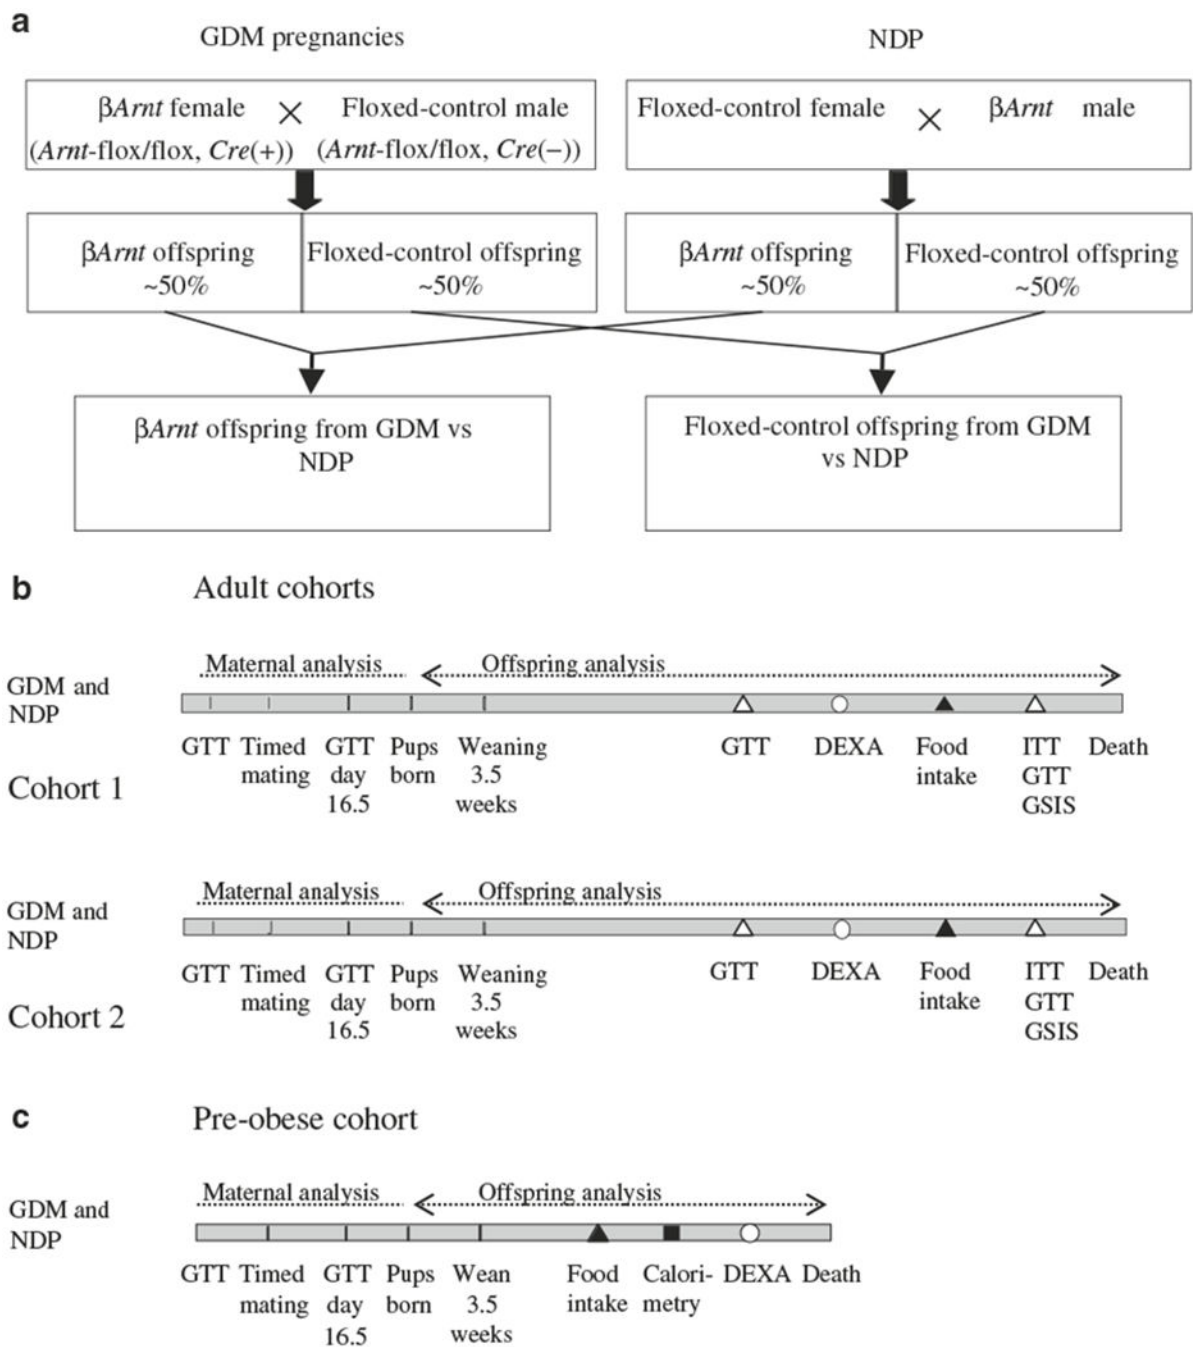 a
GDM pregnancies
NDP
βArnt female × Floxed-control male
(Arnt-flox/flox, Cre(+)) (Arnt-flox/flox, Cre(−))
Floxed-control female × βArnt male
βArnt offspring
~50%
Floxed-control offspring
~50%
βArnt offspring
~50%
Floxed-control offspring
~50%
βArnt offspring from GDM vs
NDP
Floxed-control offspring from GDM
vs NDP
b Adult cohorts
Maternal analysis Offspring analysis
GDM and
NDP
GTT Timed GTT Pups Weaning GTT DEXA Food ITT Death
mating day born 3.5 intake GTT
Cohort 1 16.5 weeks GSIS
Maternal analysis Offspring analysis
GDM and
NDP
GTT Timed GTT Pups Weaning GTT DEXA Food ITT Death
mating day born 3.5 intake GTT
Cohort 2 16.5 weeks GSIS
c Pre-obese cohort
Maternal analysis Offspring analysis
GDM and
NDP
GTT Timed GTT Pups Wean Food Calori- DEXA Death
mating day born 3.5 intake metry
16.5 weeks